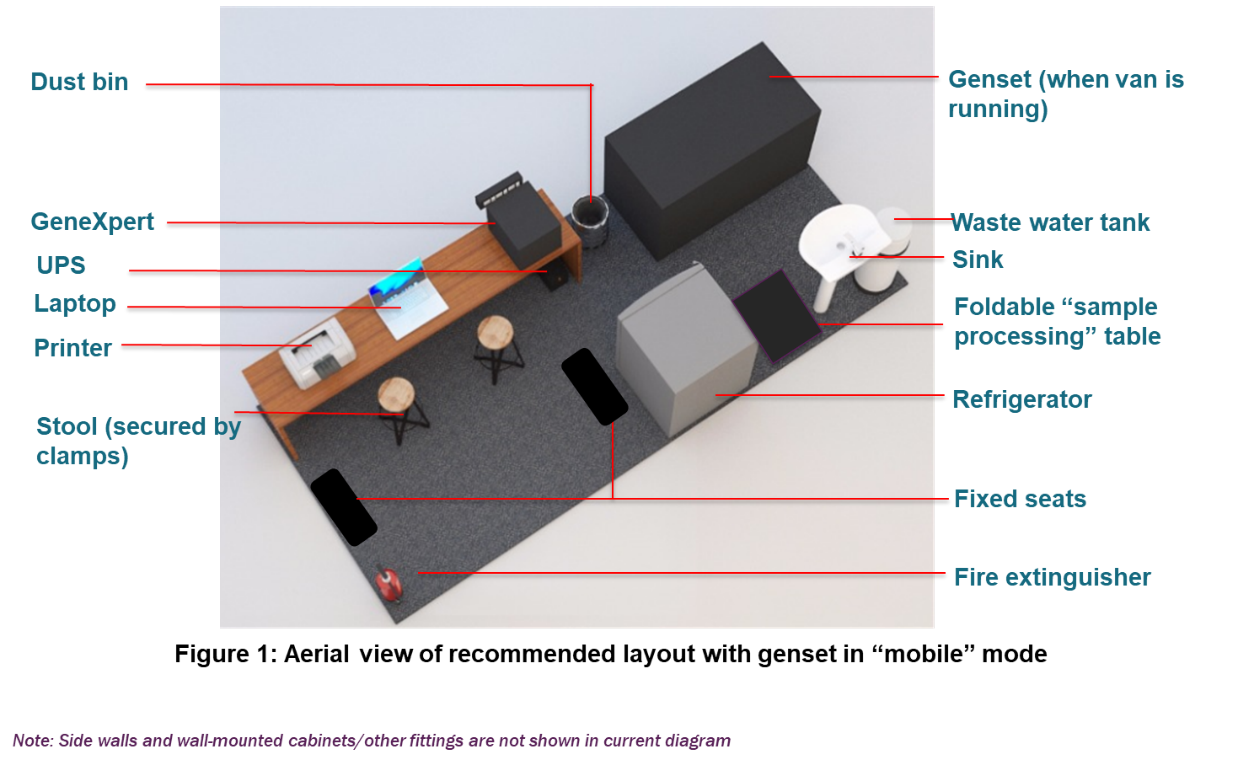 Dust bin
GeneXpert
UPS
Laptop
Printer
Stool (secured by
clamps)
Genset (when van is
running)
Waste water tank
Sink
Foldable “sample
processing” table
Refrigerator
Fixed seats
Fire extinguisher
Figure 1: Aerial view of recommended layout with genset in “mobile” mode
Note: Side walls and wall-mounted cabinets/other fittings are not shown in current diagram